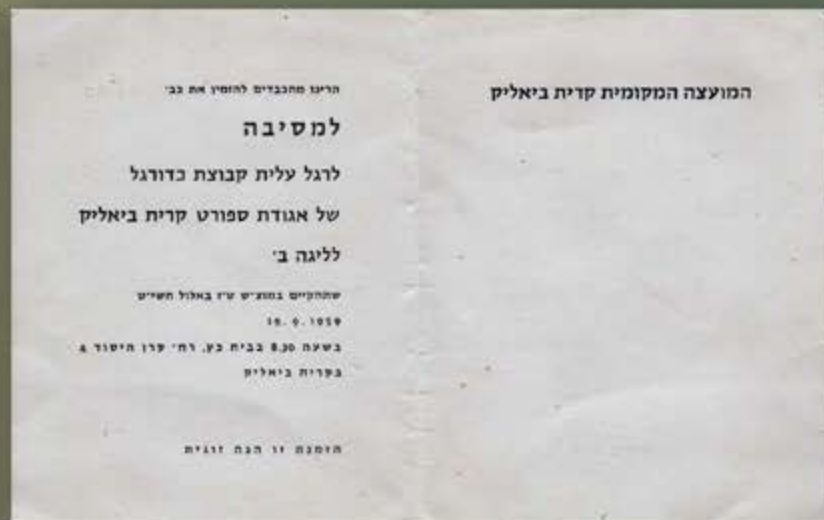 המועצה המקומית קרית ביאליק
הרינו מתכבדים להזמין את כב׳
למסיבה
לרגל עלית קבוצת כדורגל
של אגודת ספורט קרית ביאליק
לליגה ב׳
שתתקיים במוצ״ש ט״ז באלול תשי״ט
19.9.1959
בשעה 8.30 בבית כץ, רח׳ קרן היסוד 4
בקרית ביאליק
הזמנה זו הנה זוגית